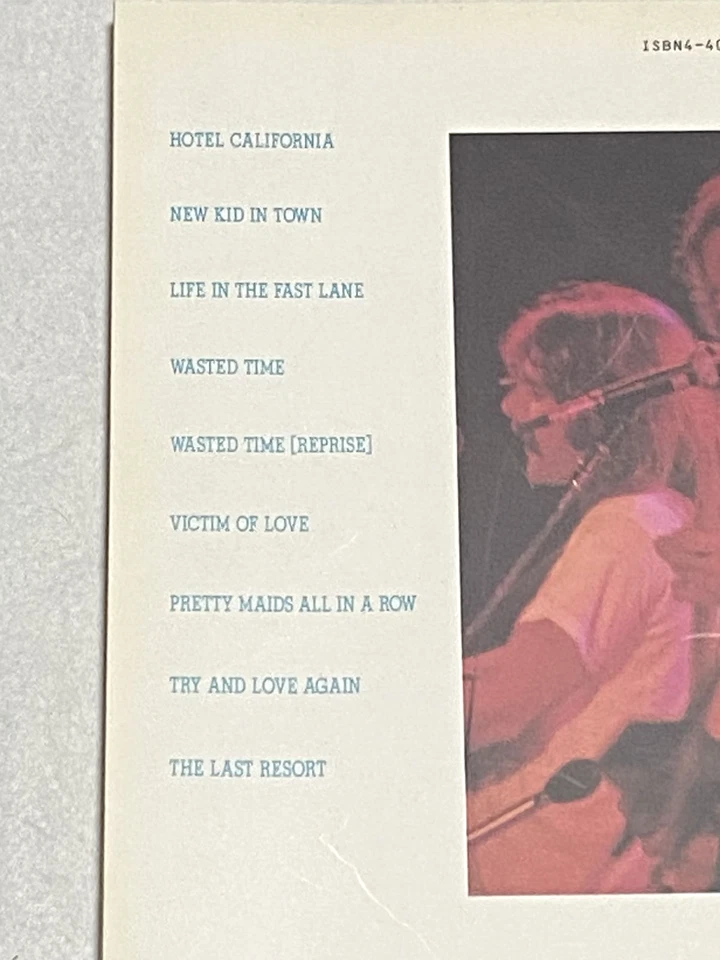 ISBN4-40
HOTEL CALIFORNIA
NEW KID IN TOWN
LIFE IN THE FAST LANE
WASTED TIME
WASTED TIME [REPRISE]
VICTIM OF LOVE
PRETTY MAIDS ALL IN A ROW
TRY AND LOVE AGAIN
THE LAST RESORT